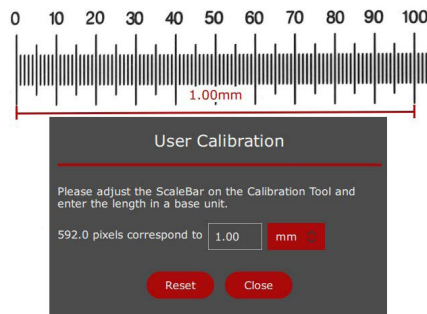 0 10 20 30 40 50 60 70 80 90 100
1.00mm
User Calibration
Please adjust the ScaleBar on the Calibration Tool and
enter the length in a base unit.
592.0 pixels correspond to 1.00 mm
Reset Close